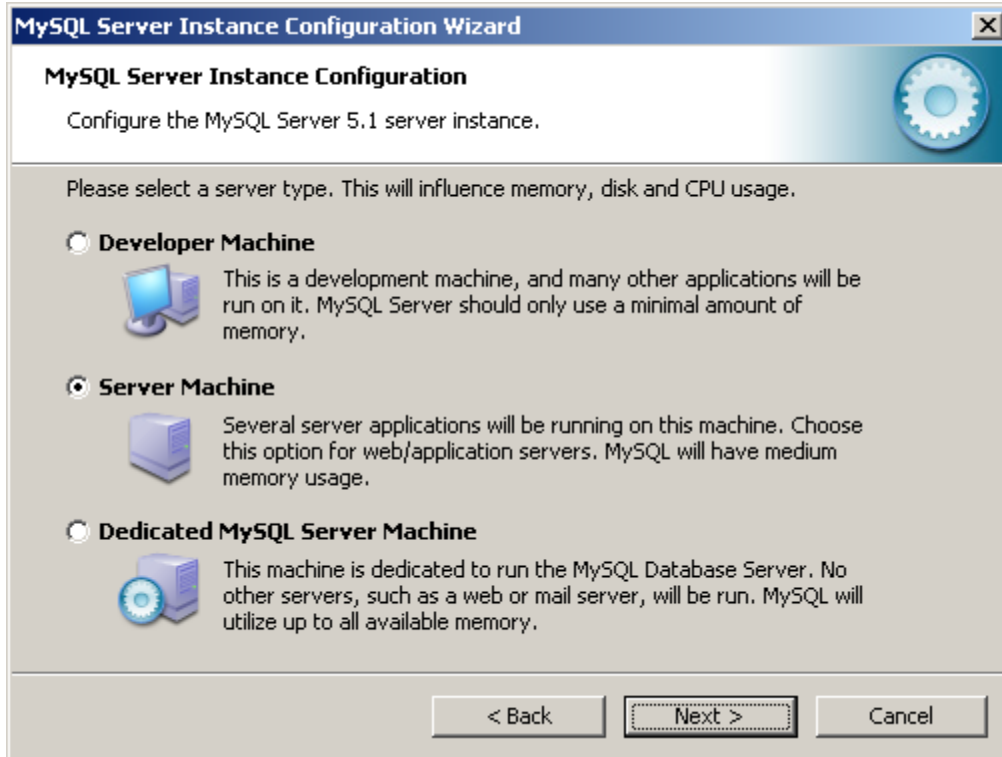 MySQL Server Instance Configuration Wizard
MySQL Server Instance Configuration
Configure the MySQL Server 5.1 server instance.
Please select a server type. This will influence memory, disk and CPU usage.
Developer Machine
This is a development machine, and many other applications will be
run on it. MySQL Server should only use a minimal amount of
memory.
Server Machine
Several server applications will be running on this machine. Choose
this option for web/application servers. MySQL will have medium
memory usage.
Dedicated MySQL Server Machine
This machine is dedicated to run the MySQL Database Server. No
other servers, such as a web or mail server, will be run. MySQL will
utilize up to all available memory.
< Back Next > Cancel